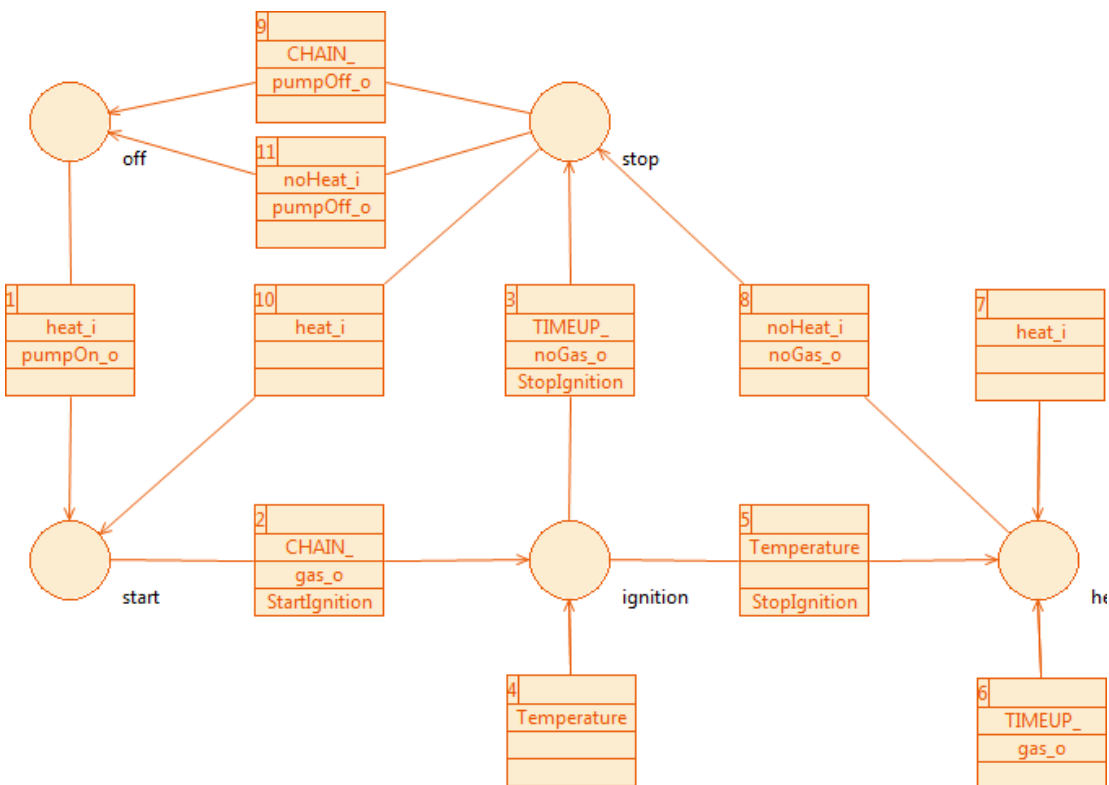 9
CHAIN_
pumpOff_o
off
11
noHeat_i
pumpOff_o
stop
1
heat_i
pumpOn_o
10
heat_i
3
TIMEUP_
noGas_o
StopIgnition
8
noHeat_i
noGas_o
7
heat_i
2
CHAIN_
gas_o
StartIgnition
5
Temperature
StopIgnition
start
ignition
he
4
Temperature
6
TIMEUP_
gas_o